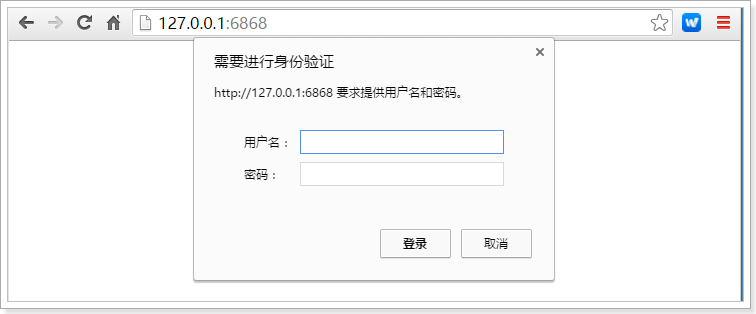 127.0.0.1:6868
需要进行身份验证
http://127.0.0.1:6868 要求提供用户名和密码。
用户名：
密码：
登录 取消